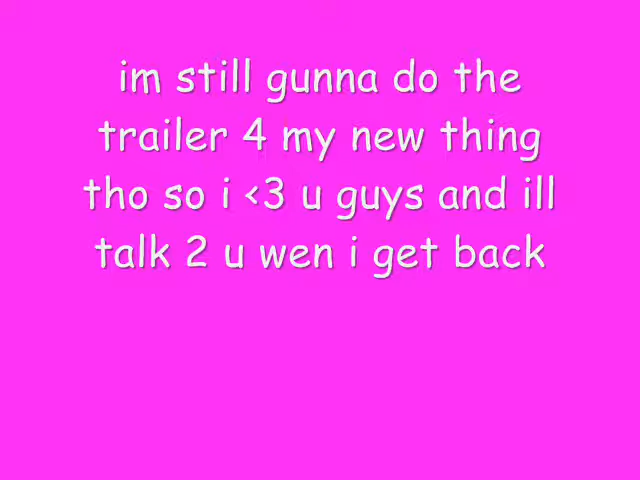 im still gunna do the
trailer 4 my new thing
tho so i <3 u guys and ill
talk 2 u wen i get back